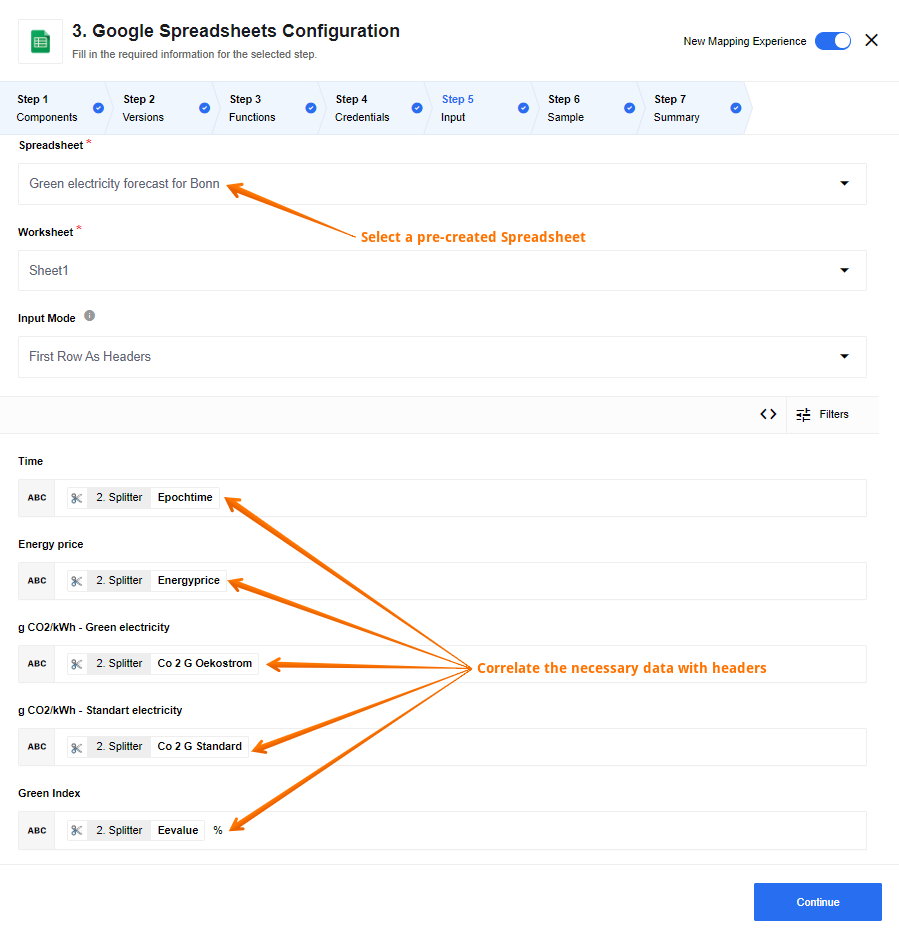 3. Google Spreadsheets Configuration
Fill in the required information for the selected step.
New Mapping Experience
Step 1
Components
Step 2
Versions
Step 3
Functions
Step 4
Credentials
Step 5
Input
Step 6
Sample
Step 7
Summary
Spreadsheet *
Green electricity forecast for Bonn
Select a pre-created Spreadsheet
Worksheet *
Sheet1
Input Mode
First Row As Headers
<> Filters
Time
ABC 2. Splitter Epochtime
Energy price
ABC 2. Splitter Energyprice
g CO2/kWh - Green electricity
ABC 2. Splitter Co 2 G Oekostrom
Correlate the necessary data with headers
g CO2/kWh - Standart electricity
ABC 2. Splitter Co 2 G Standard
Green Index
ABC 2. Splitter Eevalue %
Continue